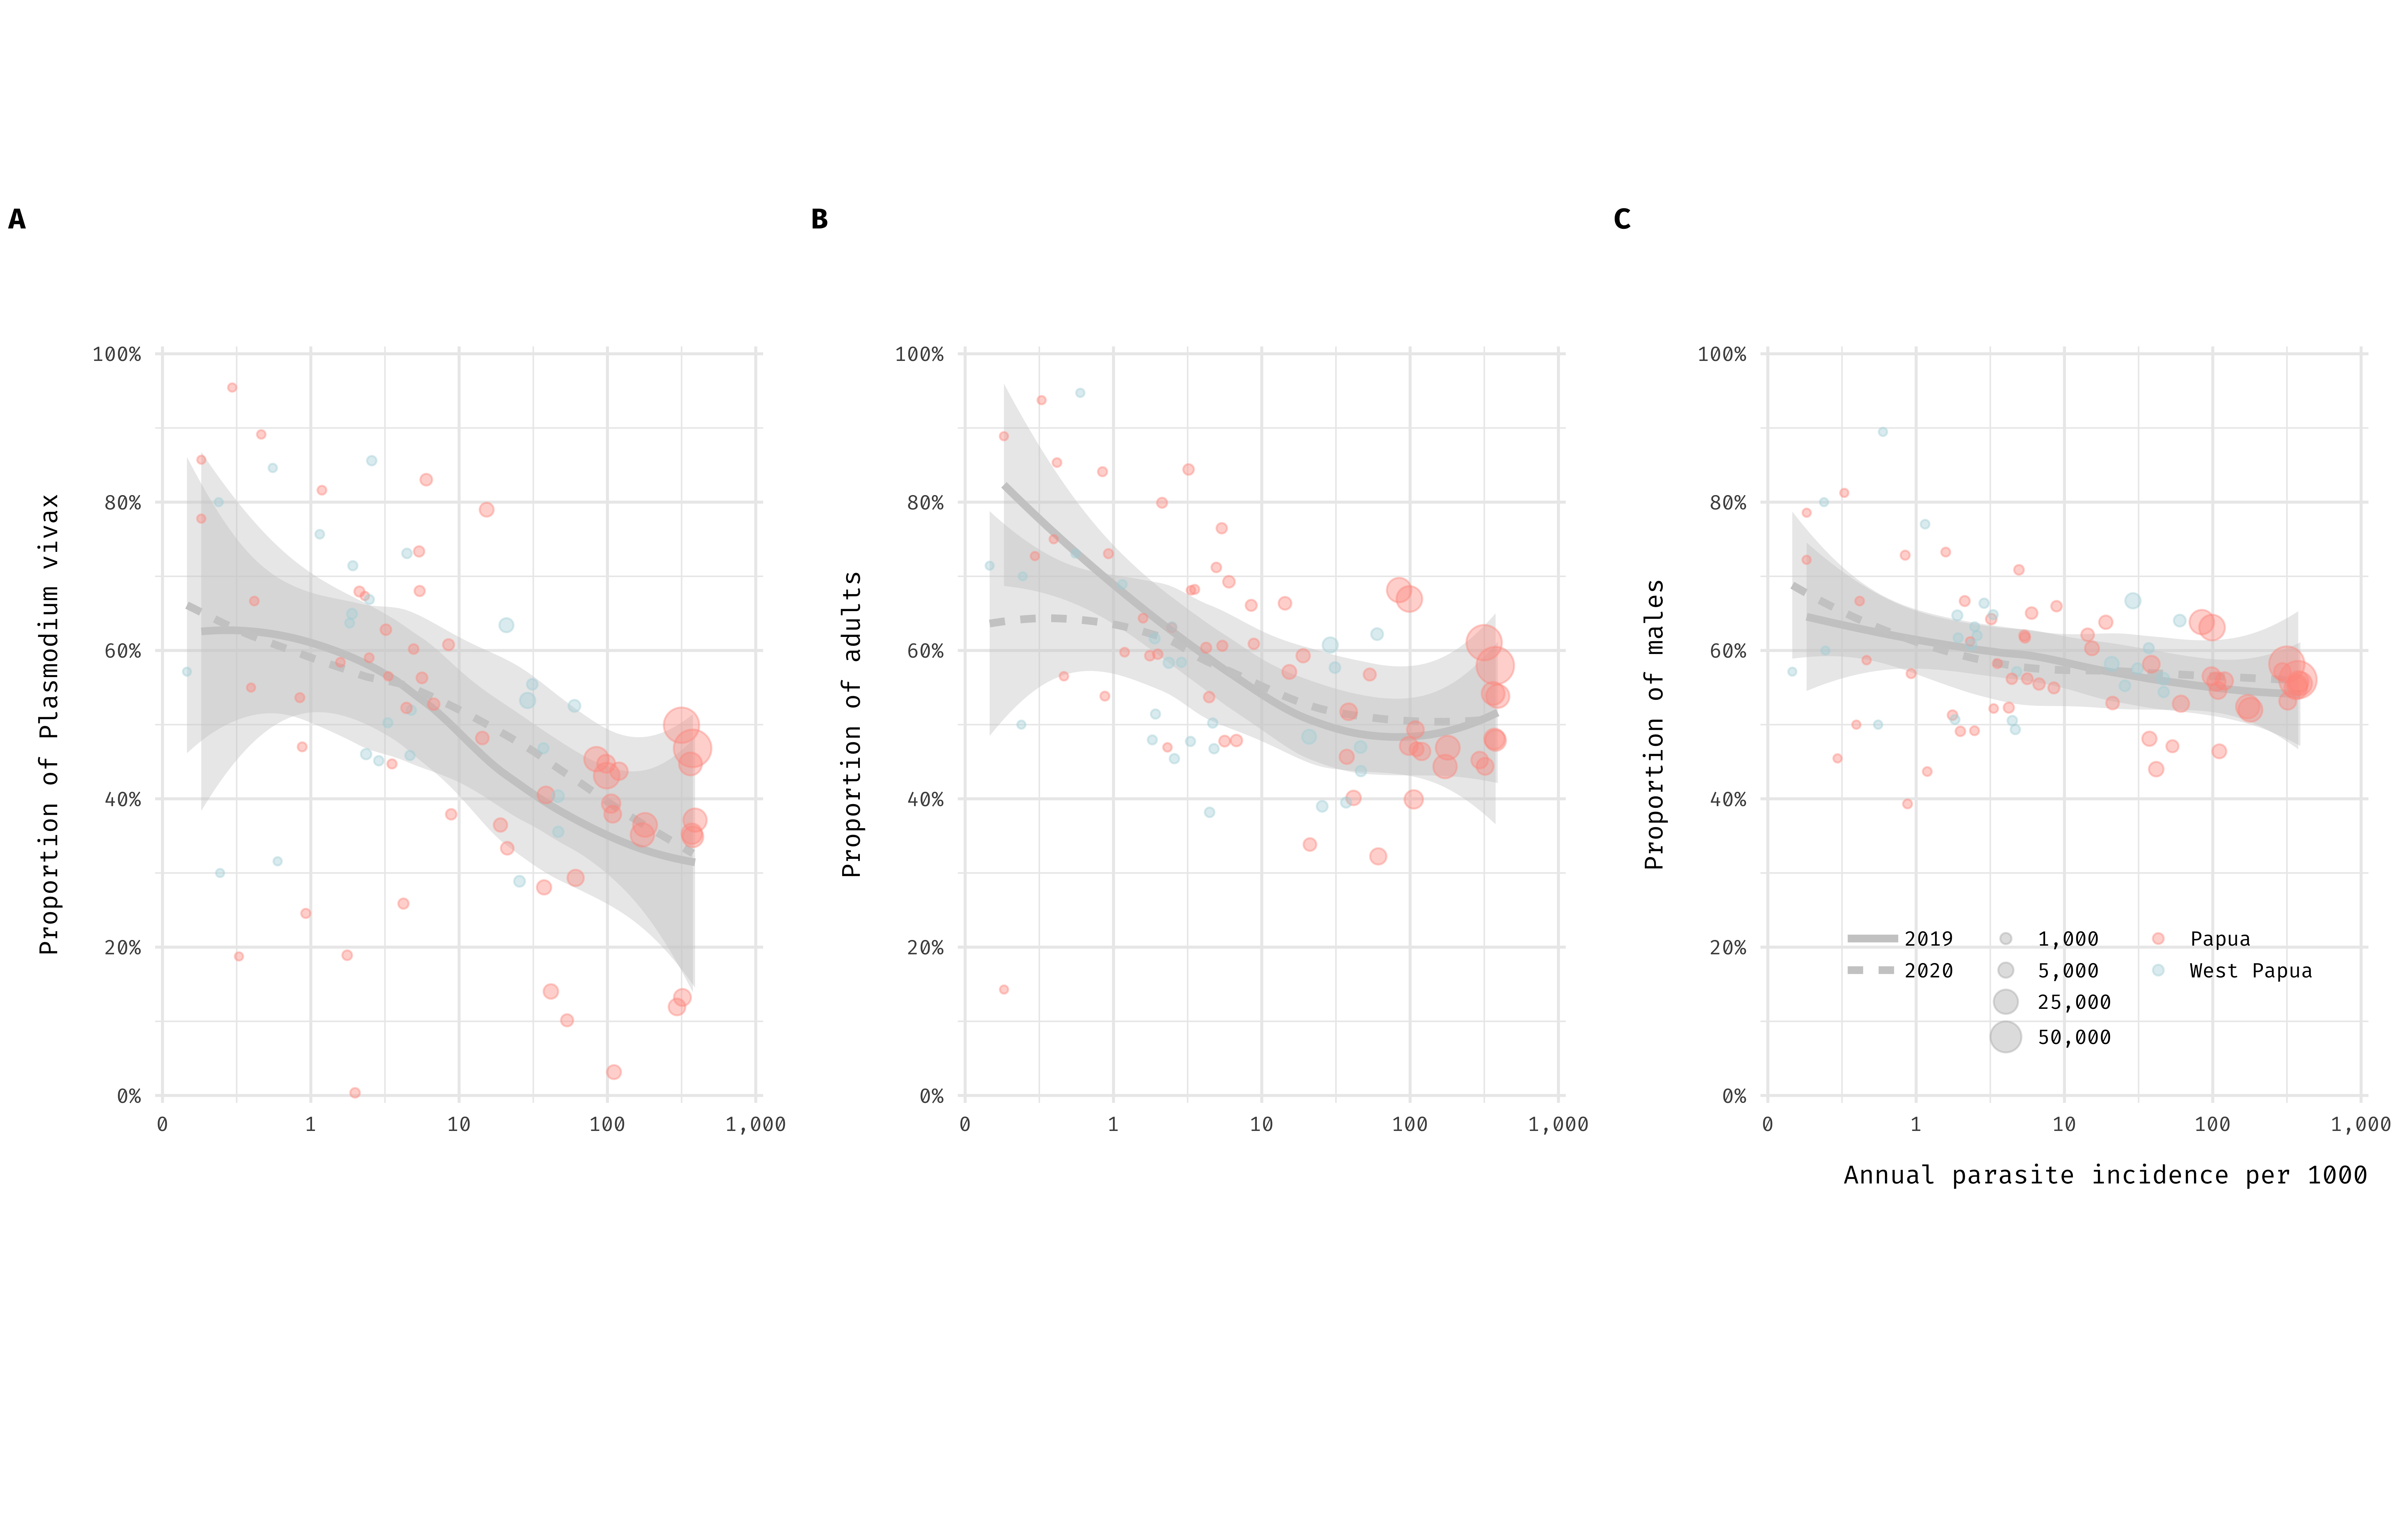 A
B
C
Proportion of Plasmodium vivax
100%
80%
60%
40%
20%
0%
0 1 10 100 1,000
Proportion of adults
100%
80%
60%
40%
20%
0%
0 1 10 100 1,000
Proportion of males
100%
80%
60%
40%
20%
0%
2019 1,000 Papua
2020 5,000 West Papua
25,000
50,000
0 1 10 100 1,000
Annual parasite incidence per 1000